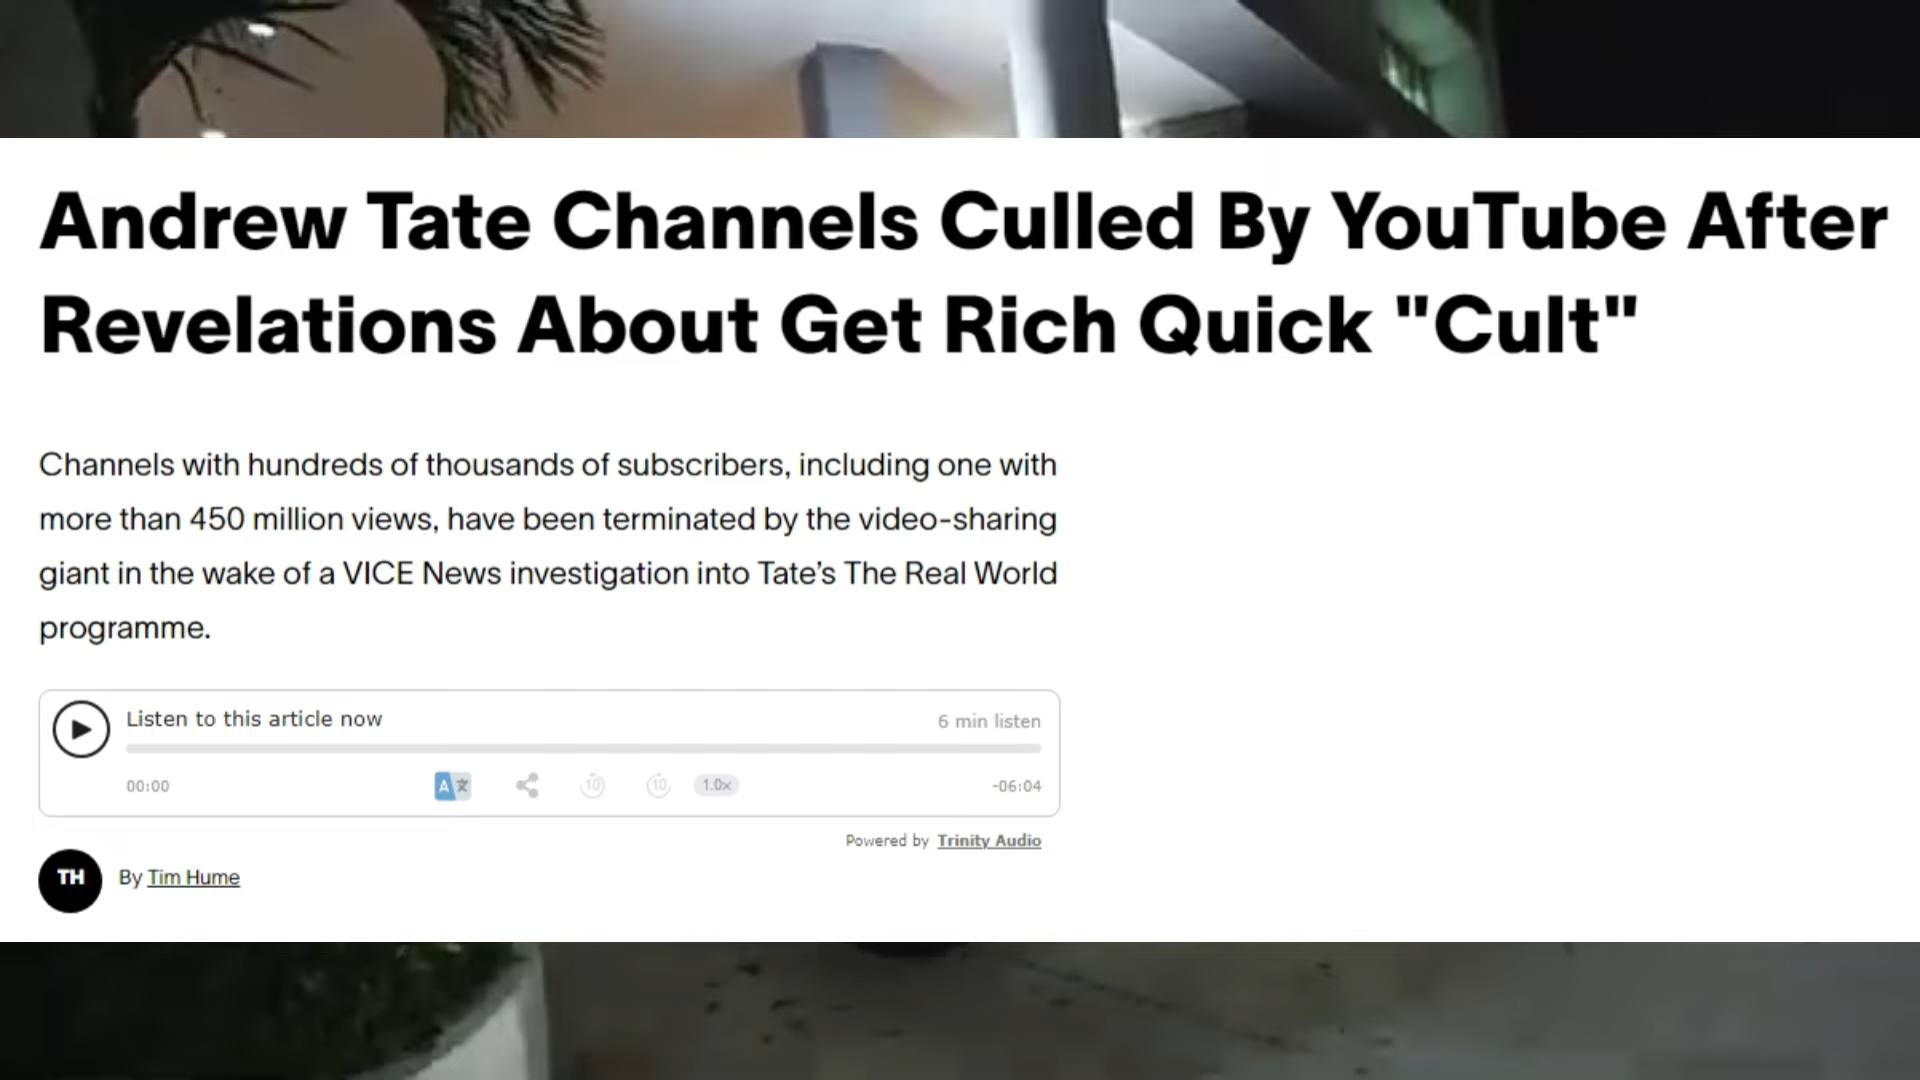 Andrew Tate Channels Culled By YouTube After
Revelations About Get Rich Quick "Cult"
Channels with hundreds of thousands of subscribers, including one with
more than 450 million views, have been terminated by the video-sharing
giant in the wake of a VICE News investigation into Tate’s The Real World
programme.
Listen to this article now
6 min listen
00:00
A 文
10
10
1.0x
-06:04
Powered by Trinity Audio
TH
By Tim Hume